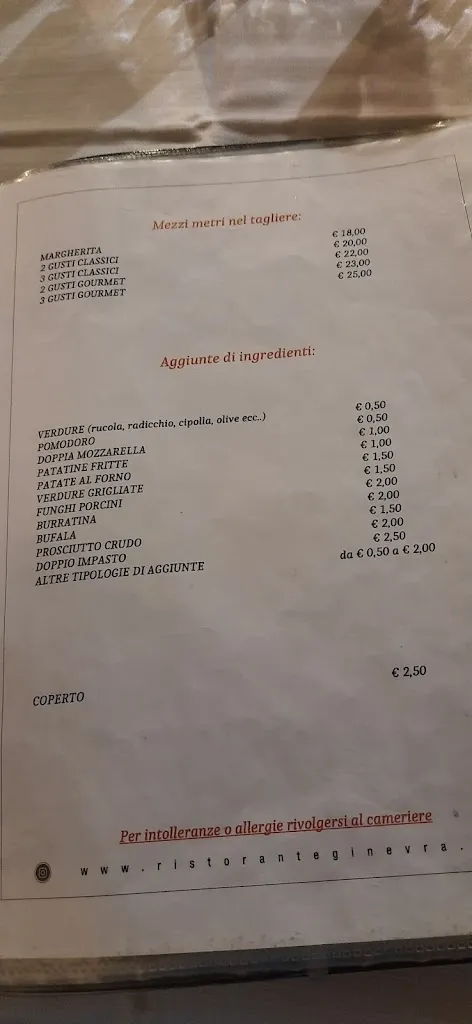 Mezzi metri nel tagliere:
MARGHERITA € 18,00
2 GUSTI CLASSICI € 20,00
3 GUSTI CLASSICI € 22,00
2 GUSTI GOURMET € 23,00
3 GUSTI GOURMET € 25,00
Aggiunte di ingredienti:
VERDURE (rucola, radicchio, cipolla, olive ecc..) € 0,50
POMODORO € 0,50
DOPPIA MOZZARELLA € 1,00
PATATINE FRITTE € 1,00
PATATE AL FORNO € 1,50
VERDURE GRIGLIATE € 1,50
FUNGHI PORCINI € 2,00
BURRATINA € 2,00
BUFALA € 1,50
PROSCIUTTO CRUDO € 2,00
DOPPIO IMPASTO € 2,50
ALTRE TIPOLOGIE DI AGGIUNTE da € 0,50 a € 2,00
COPERTO € 2,50
Per intolleranze o allergie rivolgersi al cameriere
www.ristoranteginevra.